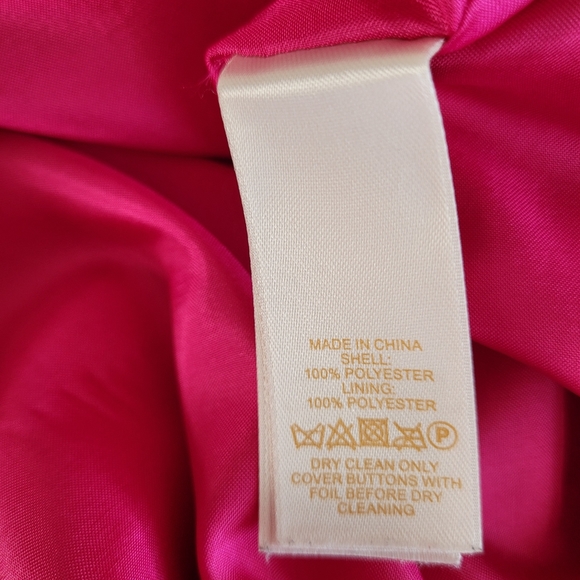 MADE IN CHINA
SHELL:
100% POLYESTER
LINING:
100% POLYESTER
P
DRY CLEAN ONLY
COVER BUTTONS WITH
FOIL BEFORE DRY
CLEANING